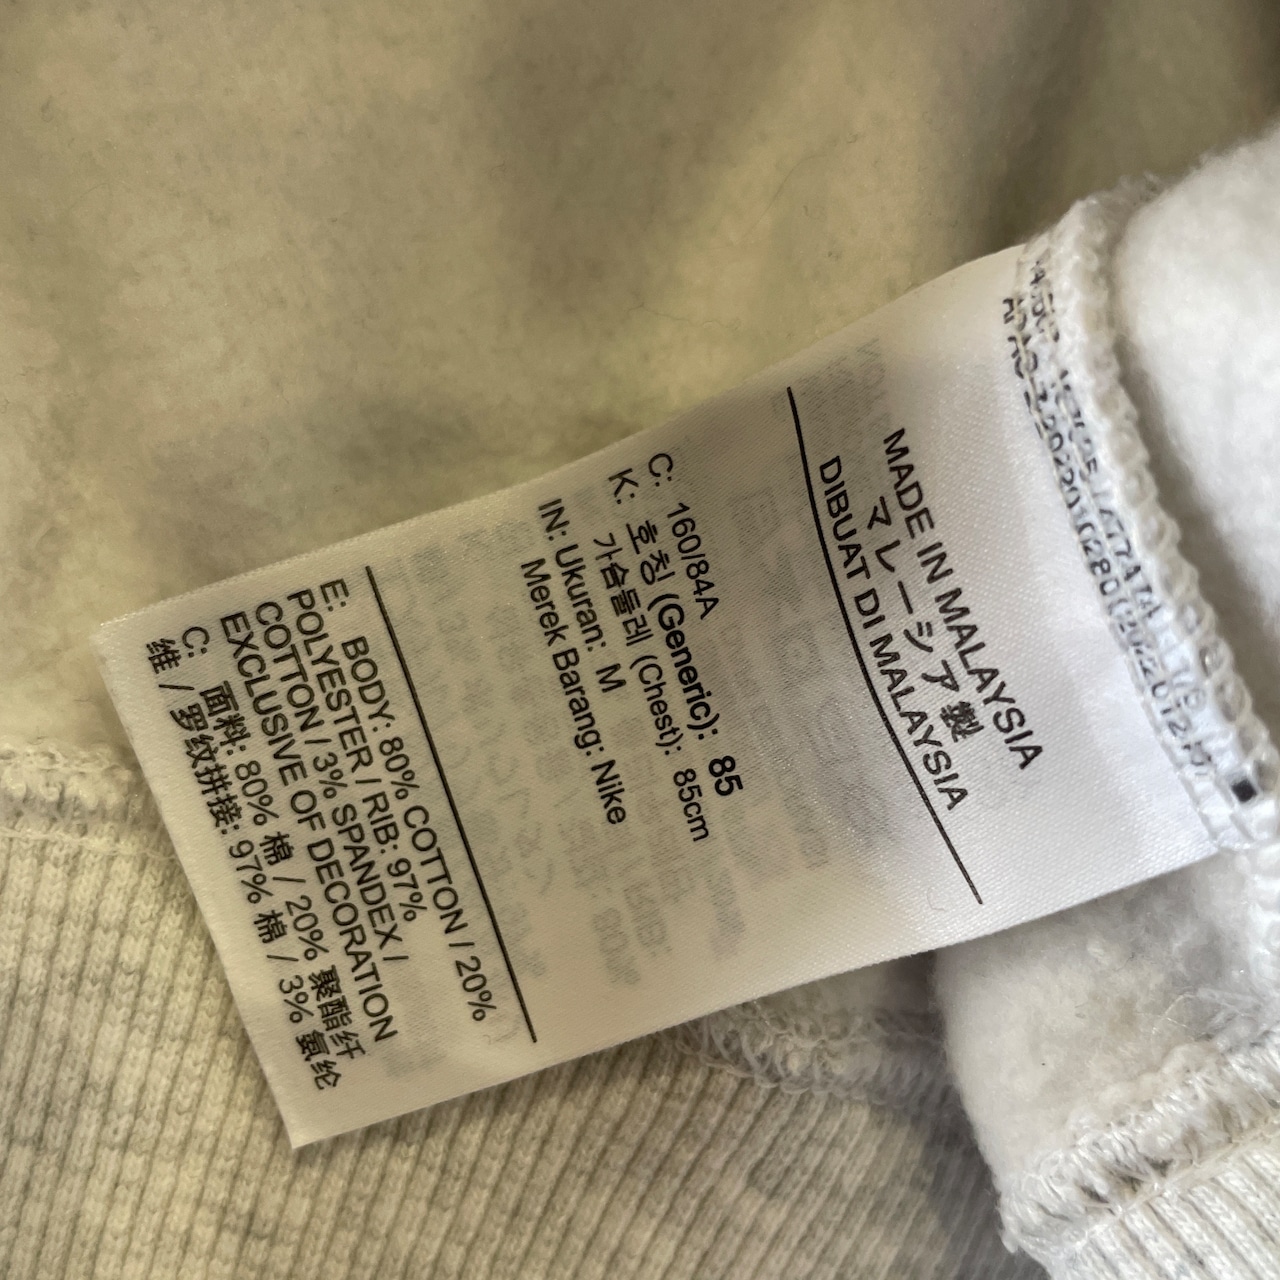 MADE IN MALAYSIA
マレーシア製
DIBUAT DI MALAYSIA
C: 160/84A
K: 호칭 (Generic): 85
가슴둘레 (Chest): 85cm
IN: Ukuran: M
Merek Barang: Nike
E: BODY: 80% COTTON / 20%
POLYESTER / RIB: 97%
COTTON / 3% SPANDEX /
EXCLUSIVE OF DECORATION
C: 面料: 80% 棉 / 20% 聚酯纤
维 / 罗纹拼接: 97% 棉 / 3% 氨纶